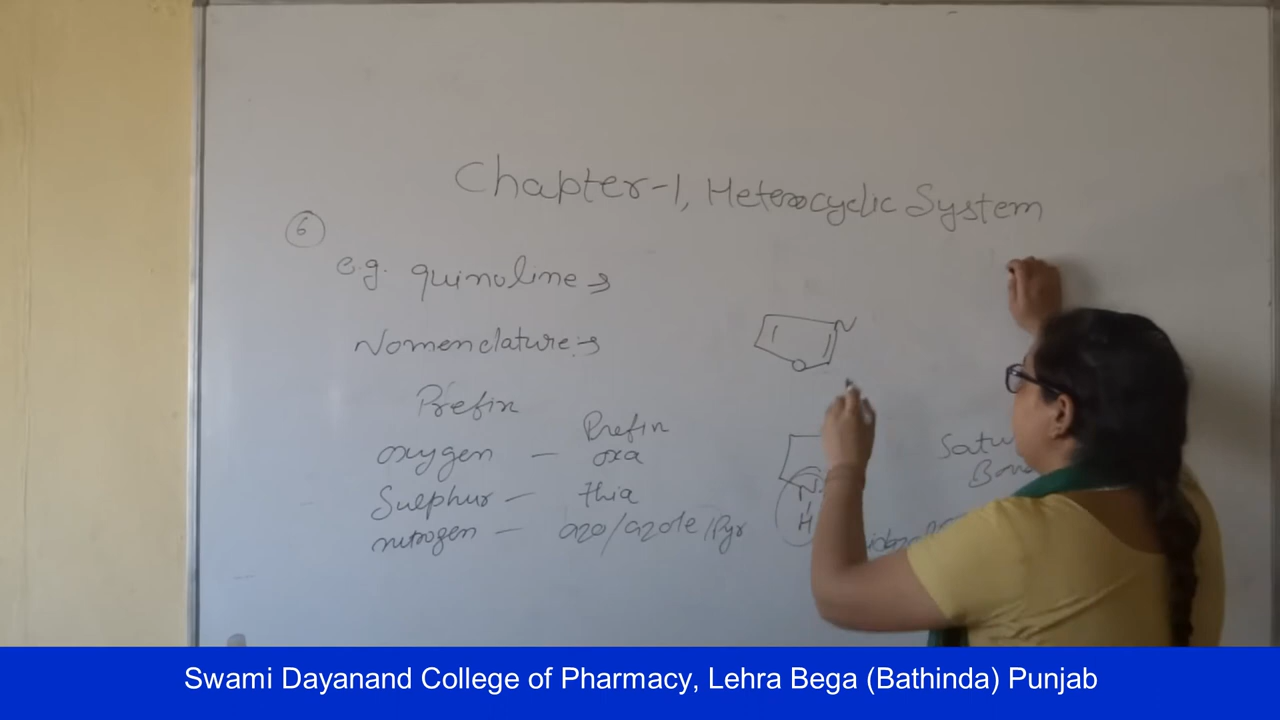 Chapter-1, Heterocyclic System
6
e.g. quinoline →
Nomenclature →
Prefix
Prefix
oxygen — oxa
Sulphur — thia
nitrogen — azo/azole/Pyr
N
N
H
Satu
Bon
Swami Dayanand College of Pharmacy, Lehra Bega (Bathinda) Punjab